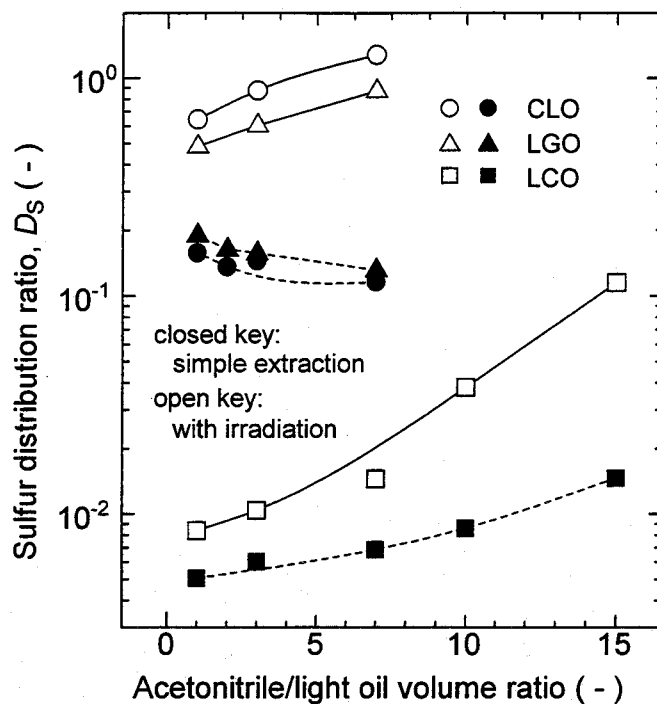 Sulfur distribution ratio, D_S ( - )
10^0
10^-1
10^-2
CLO
LGO
LCO
closed key:
simple extraction
open key:
with irradiation
0 5 10 15
Acetonitrile/light oil volume ratio ( - )